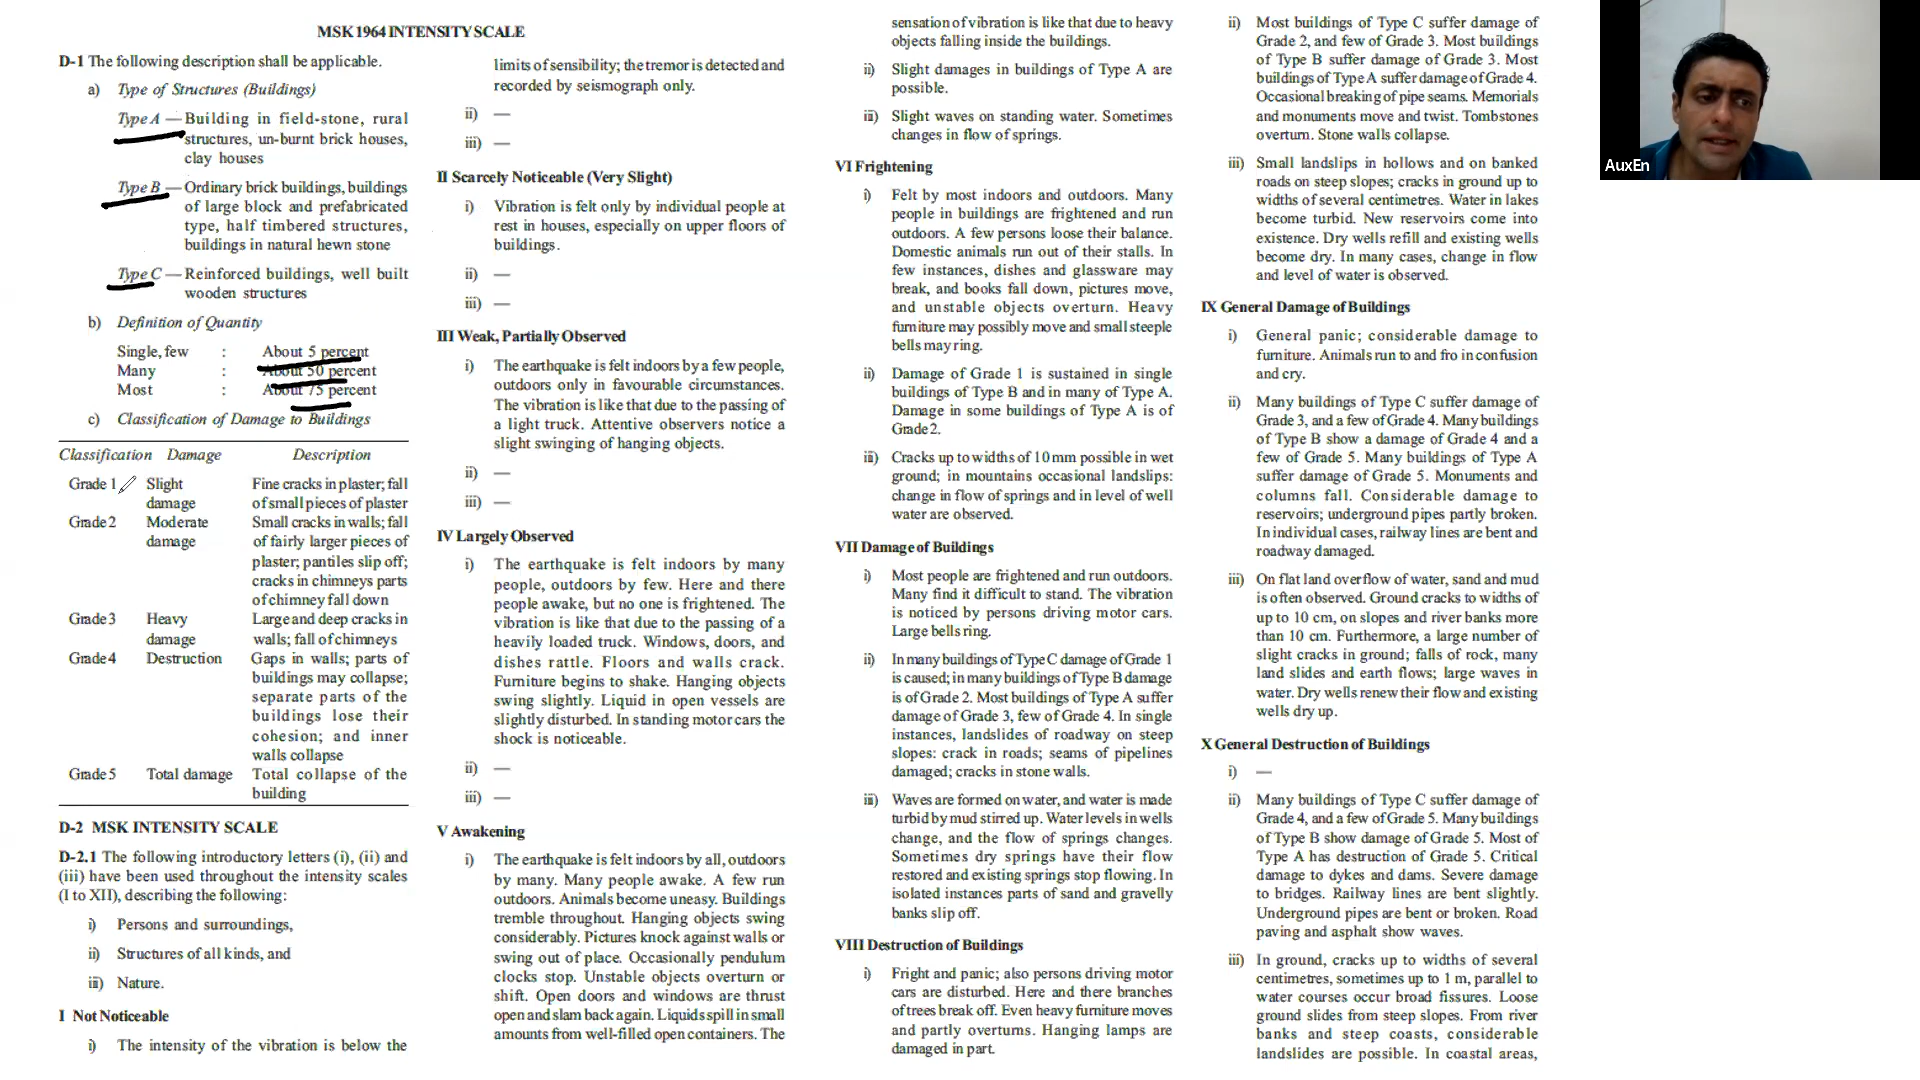 MSK 1964 INTENSITY SCALE
D-1 The following description shall be applicable.
a) Type of Structures (Buildings)
Type A — Building in field-stone, rural
structures, un-burnt brick houses,
clay houses
Type B — Ordinary brick buildings, buildings
of large block and prefabricated
type, half timbered structures,
buildings in natural hewn stone
Type C — Reinforced buildings, well built
wooden structures
b) Definition of Quantity
Single, few : About 5 percent
Many : About 50 percent
Most : About 75 percent
c) Classification of Damage to Buildings
Classification Damage Description
Grade 1 Slight Fine cracks in plaster; fall
damage of small pieces of plaster
Grade 2 Moderate Small cracks in walls; fall
damage of fairly larger pieces of
plaster; pantiles slip off;
cracks in chimneys parts
of chimney fall down
Grade 3 Heavy Large and deep cracks in
damage walls; fall of chimneys
Grade 4 Destruction Gaps in walls; parts of
buildings may collapse;
separate parts of the
buildings lose their
cohesion; and inner
walls collapse
Grade 5 Total damage Total collapse of the
building
D-2 MSK INTENSITY SCALE
D-2.1 The following introductory letters (i), (ii) and
(iii) have been used throughout the intensity scales
(I to XII), describing the following:
i) Persons and surroundings,
ii) Structures of all kinds, and
iii) Nature.
I Not Noticeable
i) The intensity of the vibration is below the
limits of sensibility; the tremor is detected and
recorded by seismograph only.
ii) —
iii) —
II Scarcely Noticeable (Very Slight)
i) Vibration is felt only by individual people at
rest in houses, especially on upper floors of
buildings.
ii) —
iii) —
III Weak, Partially Observed
i) The earthquake is felt indoors by a few people,
outdoors only in favourable circumstances.
The vibration is like that due to the passing of
a light truck. Attentive observers notice a
slight swinging of hanging objects.
ii) —
iii) —
IV Largely Observed
i) The earthquake is felt indoors by many
people, outdoors by few. Here and there
people awake, but no one is frightened. The
vibration is like that due to the passing of a
heavily loaded truck. Windows, doors, and
dishes rattle. Floors and walls crack.
Furniture begins to shake. Hanging objects
swing slightly. Liquid in open vessels are
slightly disturbed. In standing motor cars the
shock is noticeable.
ii) —
iii) —
V Awakening
i) The earthquake is felt indoors by all, outdoors
by many. Many people awake. A few run
outdoors. Animals become uneasy. Buildings
tremble throughout. Hanging objects swing
considerably. Pictures knock against walls or
swing out of place. Occasionally pendulum
clocks stop. Unstable objects overturn or
shift. Open doors and windows are thrust
open and slam back again. Liquids spill in small
amounts from well-filled open containers. The
sensation of vibration is like that due to heavy
objects falling inside the buildings.
ii) Slight damages in buildings of Type A are
possible.
iii) Slight waves on standing water. Sometimes
changes in flow of springs.
VI Frightening
i) Felt by most indoors and outdoors. Many
people in buildings are frightened and run
outdoors. A few persons loose their balance.
Domestic animals run out of their stalls. In
few instances, dishes and glassware may
break, and books fall down, pictures move,
and unstable objects overturn. Heavy
furniture may possibly move and small steeple
bells may ring.
ii) Damage of Grade 1 is sustained in single
buildings of Type B and in many of Type A.
Damage in some buildings of Type A is of
Grade 2.
iii) Cracks up to widths of 10 mm possible in wet
ground; in mountains occasional landslips:
change in flow of springs and in level of well
water are observed.
VII Damage of Buildings
i) Most people are frightened and run outdoors.
Many find it difficult to stand. The vibration
is noticed by persons driving motor cars.
Large bells ring.
ii) In many buildings of Type C damage of Grade 1
is caused; in many buildings of Type B damage
is of Grade 2. Most buildings of Type A suffer
damage of Grade 3, few of Grade 4. In single
instances, landslides of roadway on steep
slopes: crack in roads; seams of pipelines
damaged; cracks in stone walls.
iii) Waves are formed on water, and water is made
turbid by mud stirred up. Water levels in wells
change, and the flow of springs changes.
Sometimes dry springs have their flow
restored and existing springs stop flowing. In
isolated instances parts of sand and gravelly
banks slip off.
VIII Destruction of Buildings
i) Fright and panic; also persons driving motor
cars are disturbed. Here and there branches
of trees break off. Even heavy furniture moves
and partly overturns. Hanging lamps are
damaged in part.
ii) Most buildings of Type C suffer damage of
Grade 2, and few of Grade 3. Most buildings
of Type B suffer damage of Grade 3. Most
buildings of Type A suffer damage of Grade 4.
Occasional breaking of pipe seams. Memorials
and monuments move and twist. Tombstones
overturn. Stone walls collapse.
iii) Small landslips in hollows and on banked
roads on steep slopes; cracks in ground up to
widths of several centimetres. Water in lakes
become turbid. New reservoirs come into
existence. Dry wells refill and existing wells
become dry. In many cases, change in flow
and level of water is observed.
IX General Damage of Buildings
i) General panic; considerable damage to
furniture. Animals run to and fro in confusion
and cry.
ii) Many buildings of Type C suffer damage of
Grade 3, and a few of Grade 4. Many buildings
of Type B show a damage of Grade 4 and a
few of Grade 5. Many buildings of Type A
suffer damage of Grade 5. Monuments and
columns fall. Considerable damage to
reservoirs; underground pipes partly broken.
In individual cases, railway lines are bent and
roadway damaged.
iii) On flat land overflow of water, sand and mud
is often observed. Ground cracks to widths of
up to 10 cm, on slopes and river banks more
than 10 cm. Furthermore, a large number of
slight cracks in ground; falls of rock, many
land slides and earth flows; large waves in
water. Dry wells renew their flow and existing
wells dry up.
X General Destruction of Buildings
i) —
ii) Many buildings of Type C suffer damage of
Grade 4, and a few of Grade 5. Many buildings
of Type B show damage of Grade 5. Most of
Type A has destruction of Grade 5. Critical
damage to dykes and dams. Severe damage
to bridges. Railway lines are bent slightly.
Underground pipes are bent or broken. Road
paving and asphalt show waves.
iii) In ground, cracks up to widths of several
centimetres, sometimes up to 1 m, parallel to
water courses occur broad fissures. Loose
ground slides from steep slopes. From river
banks and steep coasts, considerable
landslides are possible. In coastal areas,
AuxEn